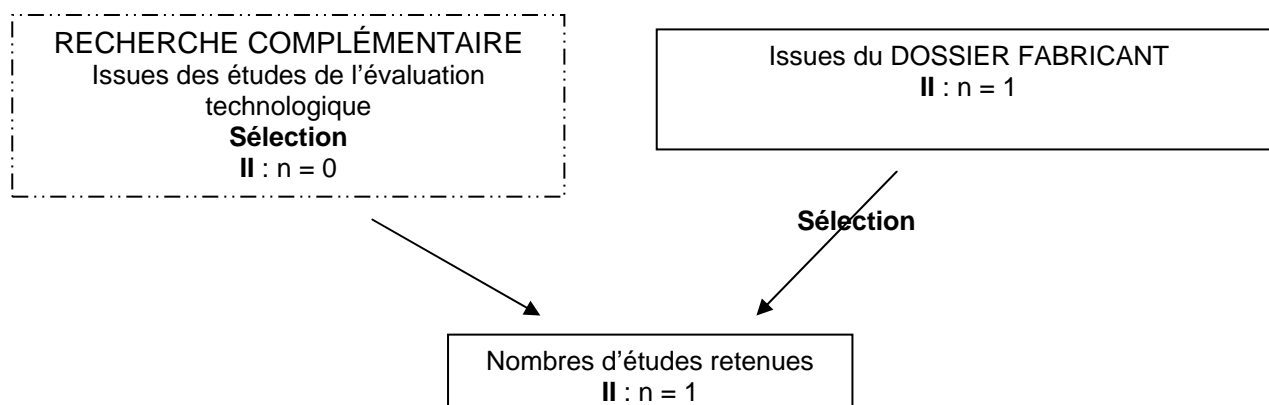 RECHERCHE COMPLÉMENTAIRE
Issues des études de l’évaluation
technologique
Sélection
II : n = 0
Issues du DOSSIER FABRICANT
II : n = 1
Sélection
Nombres d’études retenues
II : n = 1